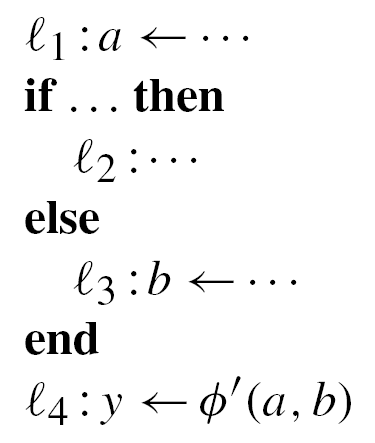 ℓ₁ : a ← ⋯
if … then
ℓ₂ : ⋯
else
ℓ₃ : b ← ⋯
end
ℓ₄ : y ← ϕ′(a, b)